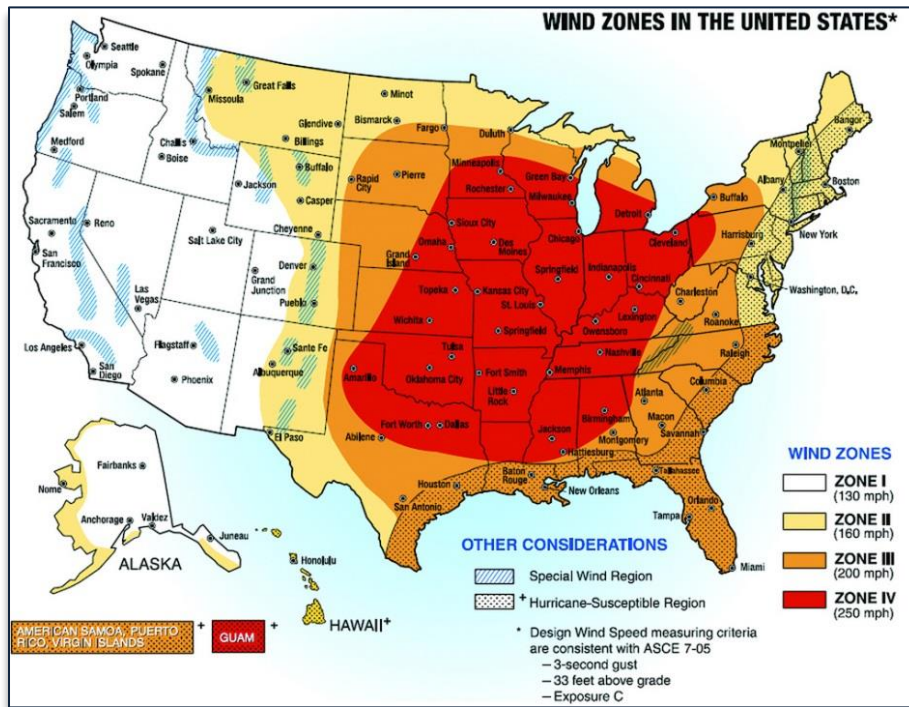 WIND ZONES IN THE UNITED STATES*
Seattle
Olympia
Spokane
Portland
Salem
Medford
Missoula
Great Falls
Challis
Boise
Billings
Glendive
Minot
Bismarck
Fargo
Duluth
Buffalo
Casper
Jackson
Rapid City
Pierre
Minneapolis
Rochester
Green Bay
Milwaukee
Detroit
Buffalo
Albany
Montpelier
Bangor
Boston
New York
Harrisburg
Washington, D.C.
Sacramento
San Francisco
Reno
Salt Lake City
Cheyenne
Denver
Grand Junction
Pueblo
Grand Island
Omaha
Sioux City
Des Moines
Chicago
Cleveland
Springfield
Indianapolis
Cincinnati
Charleston
Roanoke
Raleigh
Topeka
Kansas City
St. Louis
Lexington
Owensboro
Wichita
Springfield
Nashville
Las Vegas
Los Angeles
San Diego
Flagstaff
Phoenix
Sante Fe
Albuquerque
El Paso
Amarillo
Tulsa
Oklahoma City
Fort Smith
Little Rock
Memphis
Atlanta
Columbia
Birmingham
Macon
Savannah
Fort Worth
Dallas
Abilene
Jackson
Montgomery
Hattiesburg
Tallahassee
Houston
San Antonio
Baton Rouge
New Orleans
Orlando
Tampa
Miami
Fairbanks
Nome
Anchorage
Valdez
Juneau
ALASKA
Honolulu
HAWAII+
AMERICAN SAMOA, PUERTO
RICO, VIRGIN ISLANDS
+
GUAM
+
OTHER CONSIDERATIONS
Special Wind Region
+ Hurricane-Susceptible Region
* Design Wind Speed measuring criteria
are consistent with ASCE 7-05
– 3-second gust
– 33 feet above grade
– Exposure C
WIND ZONES
ZONE I
(130 mph)
ZONE II
(160 mph)
ZONE III
(200 mph)
ZONE IV
(250 mph)